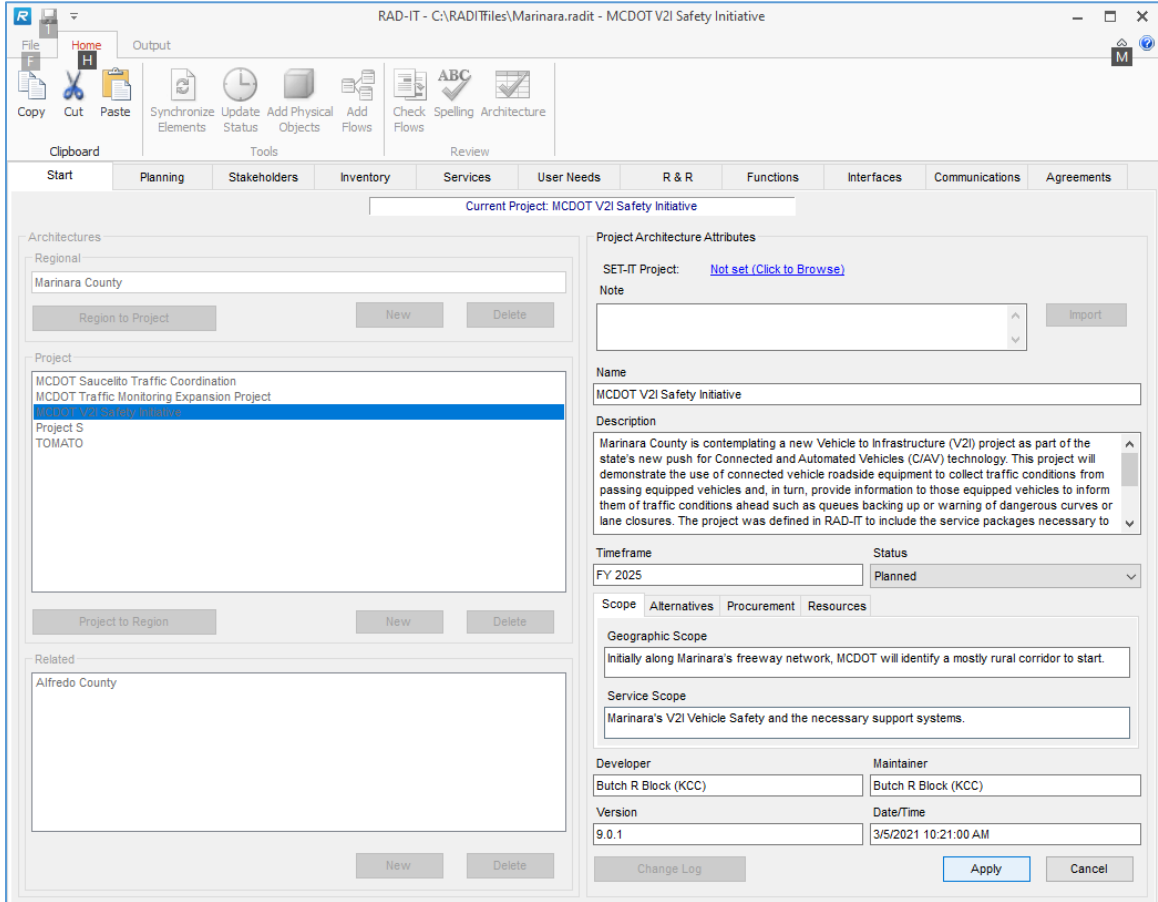 RAD-IT - C:\RADITfiles\Marinara.radit - MCDOT V2I Safety Initiative
1
File Home Output
F H M
Copy Cut Paste Synchronize Elements Update Status Add Physical Objects Add Flows Check Flows Spelling Architecture
ABC
Clipboard Tools Review
Start Planning Stakeholders Inventory Services User Needs R & R Functions Interfaces Communications Agreements
Current Project: MCDOT V2I Safety Initiative
Architectures
Regional
Marinara County
Region to Project New Delete
Project
MCDOT Saucelito Traffic Coordination
MCDOT Traffic Monitoring Expansion Project
MCDOT V2I Safety Initiative
Project S
TOMATO
Project to Region New Delete
Related
Alfredo County
New Delete
Project Architecture Attributes
SET-IT Project: Not set (Click to Browse)
Note
Import
Name
MCDOT V2I Safety Initiative
Description
Marinara County is contemplating a new Vehicle to Infrastructure (V2I) project as part of the
state's new push for Connected and Automated Vehicles (C/AV) technology. This project will
demonstrate the use of connected vehicle roadside equipment to collect traffic conditions from
passing equipped vehicles and, in turn, provide information to those equipped vehicles to inform
them of traffic conditions ahead such as queues backing up or warning of dangerous curves or
lane closures. The project was defined in RAD-IT to include the service packages necessary to
Timeframe Status
FY 2025 Planned
Scope Alternatives Procurement Resources
Geographic Scope
Initially along Marinara's freeway network, MCDOT will identify a mostly rural corridor to start.
Service Scope
Marinara's V2I Vehicle Safety and the necessary support systems.
Developer Maintainer
Butch R Block (KCC) Butch R Block (KCC)
Version Date/Time
9.0.1 3/5/2021 10:21:00 AM
Change Log Apply Cancel